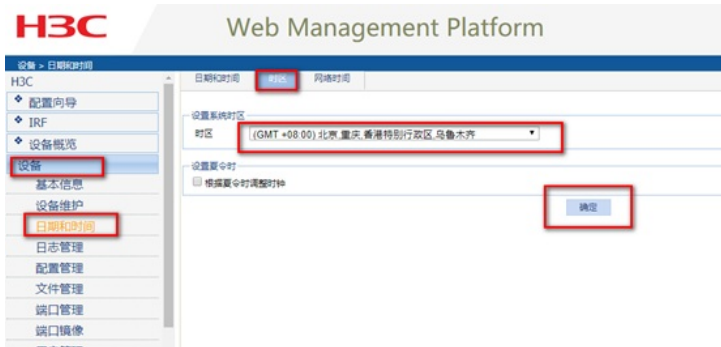 H3C Web Management Platform
设备 > 日期和时间
H3C
日期和时间 时区 网络时间
配置向导
IRF
设备概览
设备
基本信息
设备维护
日期和时间
日志管理
配置管理
文件管理
端口管理
端口镜像
设置系统时区
时区 (GMT +08:00) 北京,重庆,香港特别行政区,乌鲁木齐
设置夏令时
根据夏令时调整时钟
确定